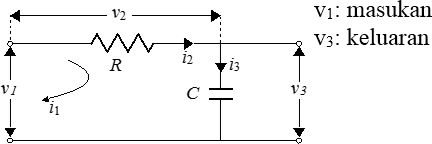 v2
v1: masukan
v3: keluaran
R
i2
i3
v1
i1
C
v3